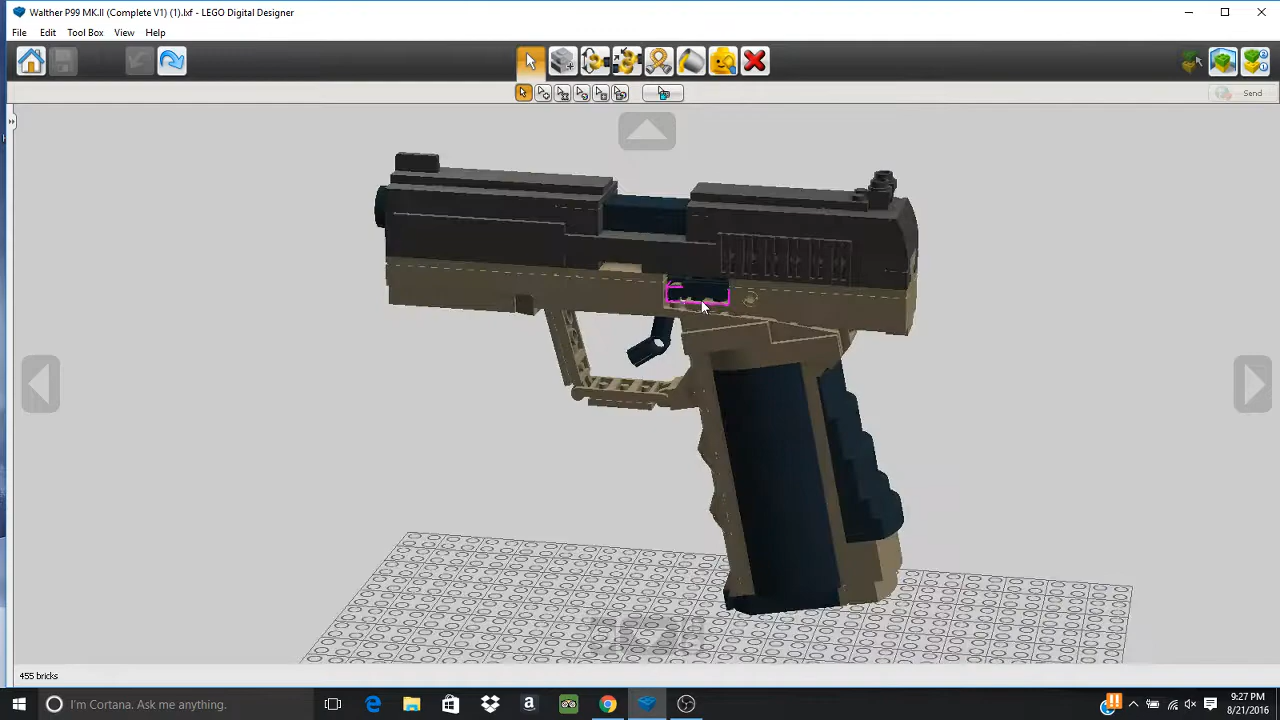 Walther P99 MK.II (Complete V1) (1).lxf - LEGO Digital Designer
File Edit Tool Box View Help
Send
455 bricks
I'm Cortana. Ask me anything.
9:27 PM
8/21/2016